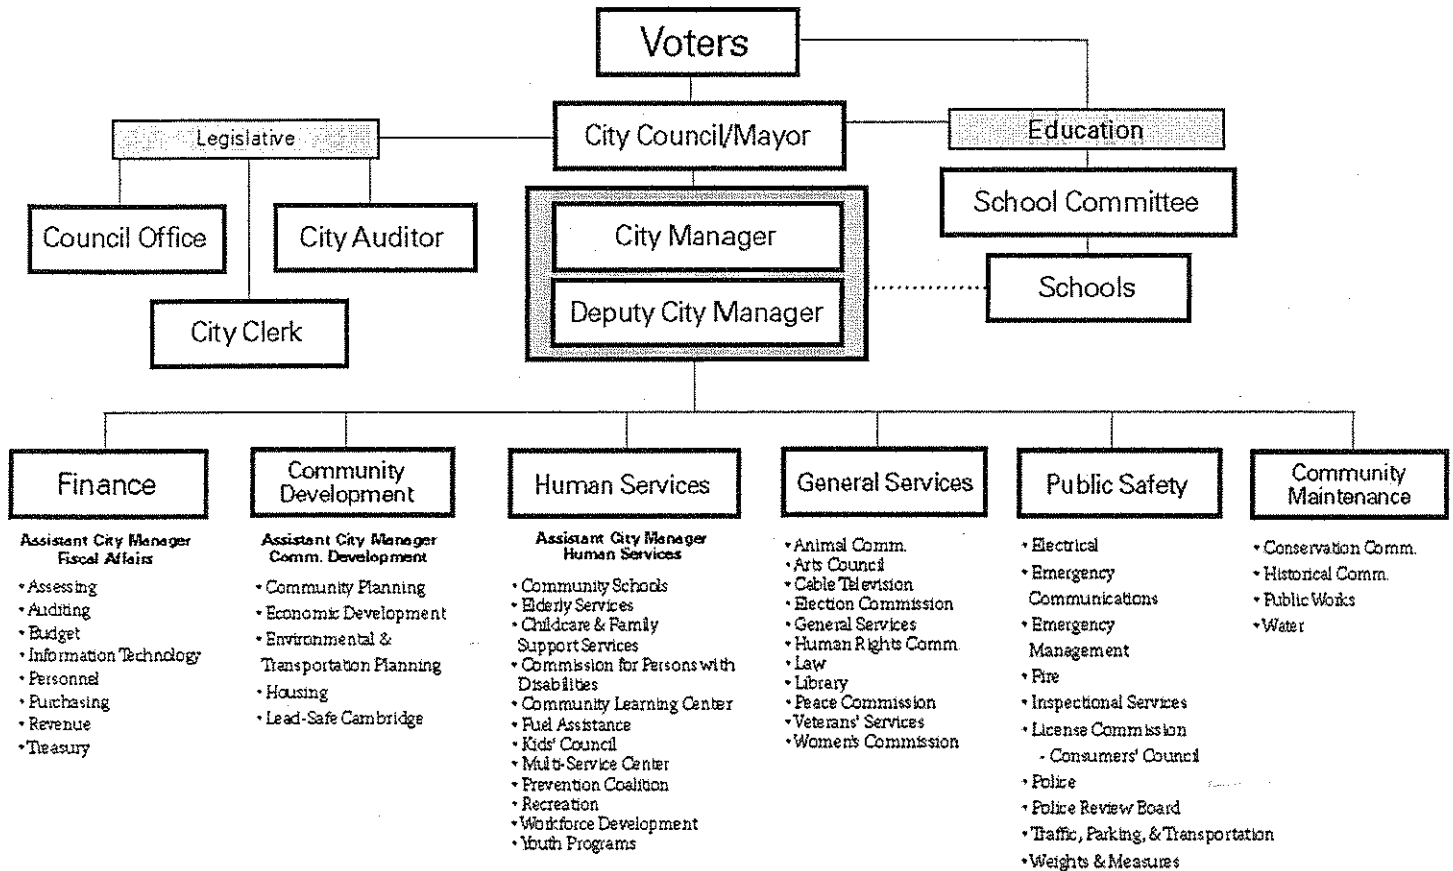 Voters
City Council/Mayor
Legislative
Education
Council Office
City Auditor
City Clerk
City Manager
Deputy City Manager
School Committee
Schools
Finance
Assistant City Manager
Fiscal Affairs
• Assessing
• Auditing
• Budget
• Information Technology
• Personnel
• Purchasing
• Revenue
• Treasury
Community
Development
Assistant City Manager
Comm. Development
• Community Planning
• Economic Development
• Environmental &
Transportation Planning
• Housing
• Lead-Safe Cambridge
Human Services
Assistant City Manager
Human Services
• Community Schools
• Elderly Services
• Childcare & Family
Support Services
• Commission for Persons with
Disabilities
• Community Learning Center
• Fuel Assistance
• Kids' Council
• Multi-Service Center
• Prevention Coalition
• Recreation
• Workforce Development
• Youth Programs
General Services
• Animal Comm.
• Arts Council
• Cable Television
• Election Commission
• General Services
• Human Rights Comm.
• Law
• Library
• Peace Commission
• Veterans' Services
• Women's Commission
Public Safety
• Electrical
• Emergency
Communications
• Emergency
Management
• Fire
• Inspectional Services
• License Commission
- Consumers' Council
• Police
• Police Review Board
• Traffic, Parking, & Transportation
• Weights & Measures
Community
Maintenance
• Conservation Comm.
• Historical Comm.
• Public Works
• Water